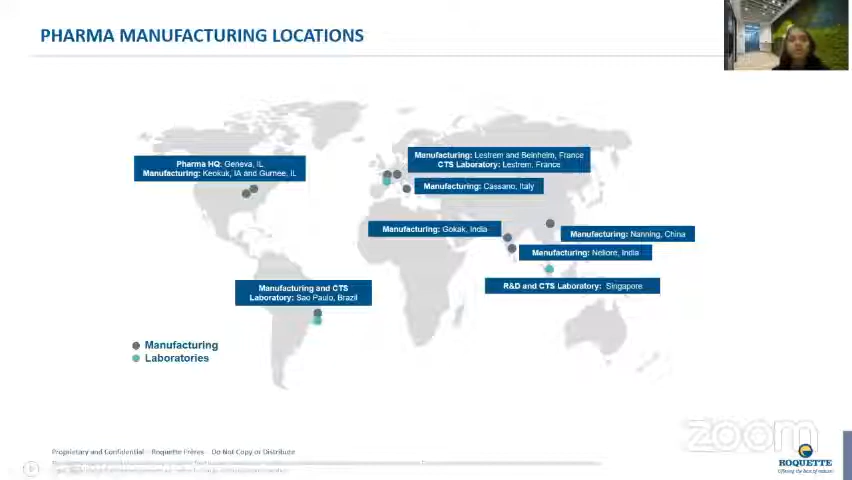 PHARMA MANUFACTURING LOCATIONS
Pharma HQ: Geneva, IL
Manufacturing: Keokuk, IA and Gurnee, IL
Manufacturing: Lestrem and Beinheim, France
CTS Laboratory: Lestrem, France
Manufacturing: Cassano, Italy
Manufacturing: Gokak, India
Manufacturing: Nanning, China
Manufacturing: Nellore, India
R&D and CTS Laboratory: Singapore
Manufacturing and CTS
Laboratory: Sao Paulo, Brazil
Manufacturing
Laboratories
zoom
Proprietary and Confidential – Roquette Frères – Do Not Copy or Distribute
ROQUETTE
Offering the best of nature